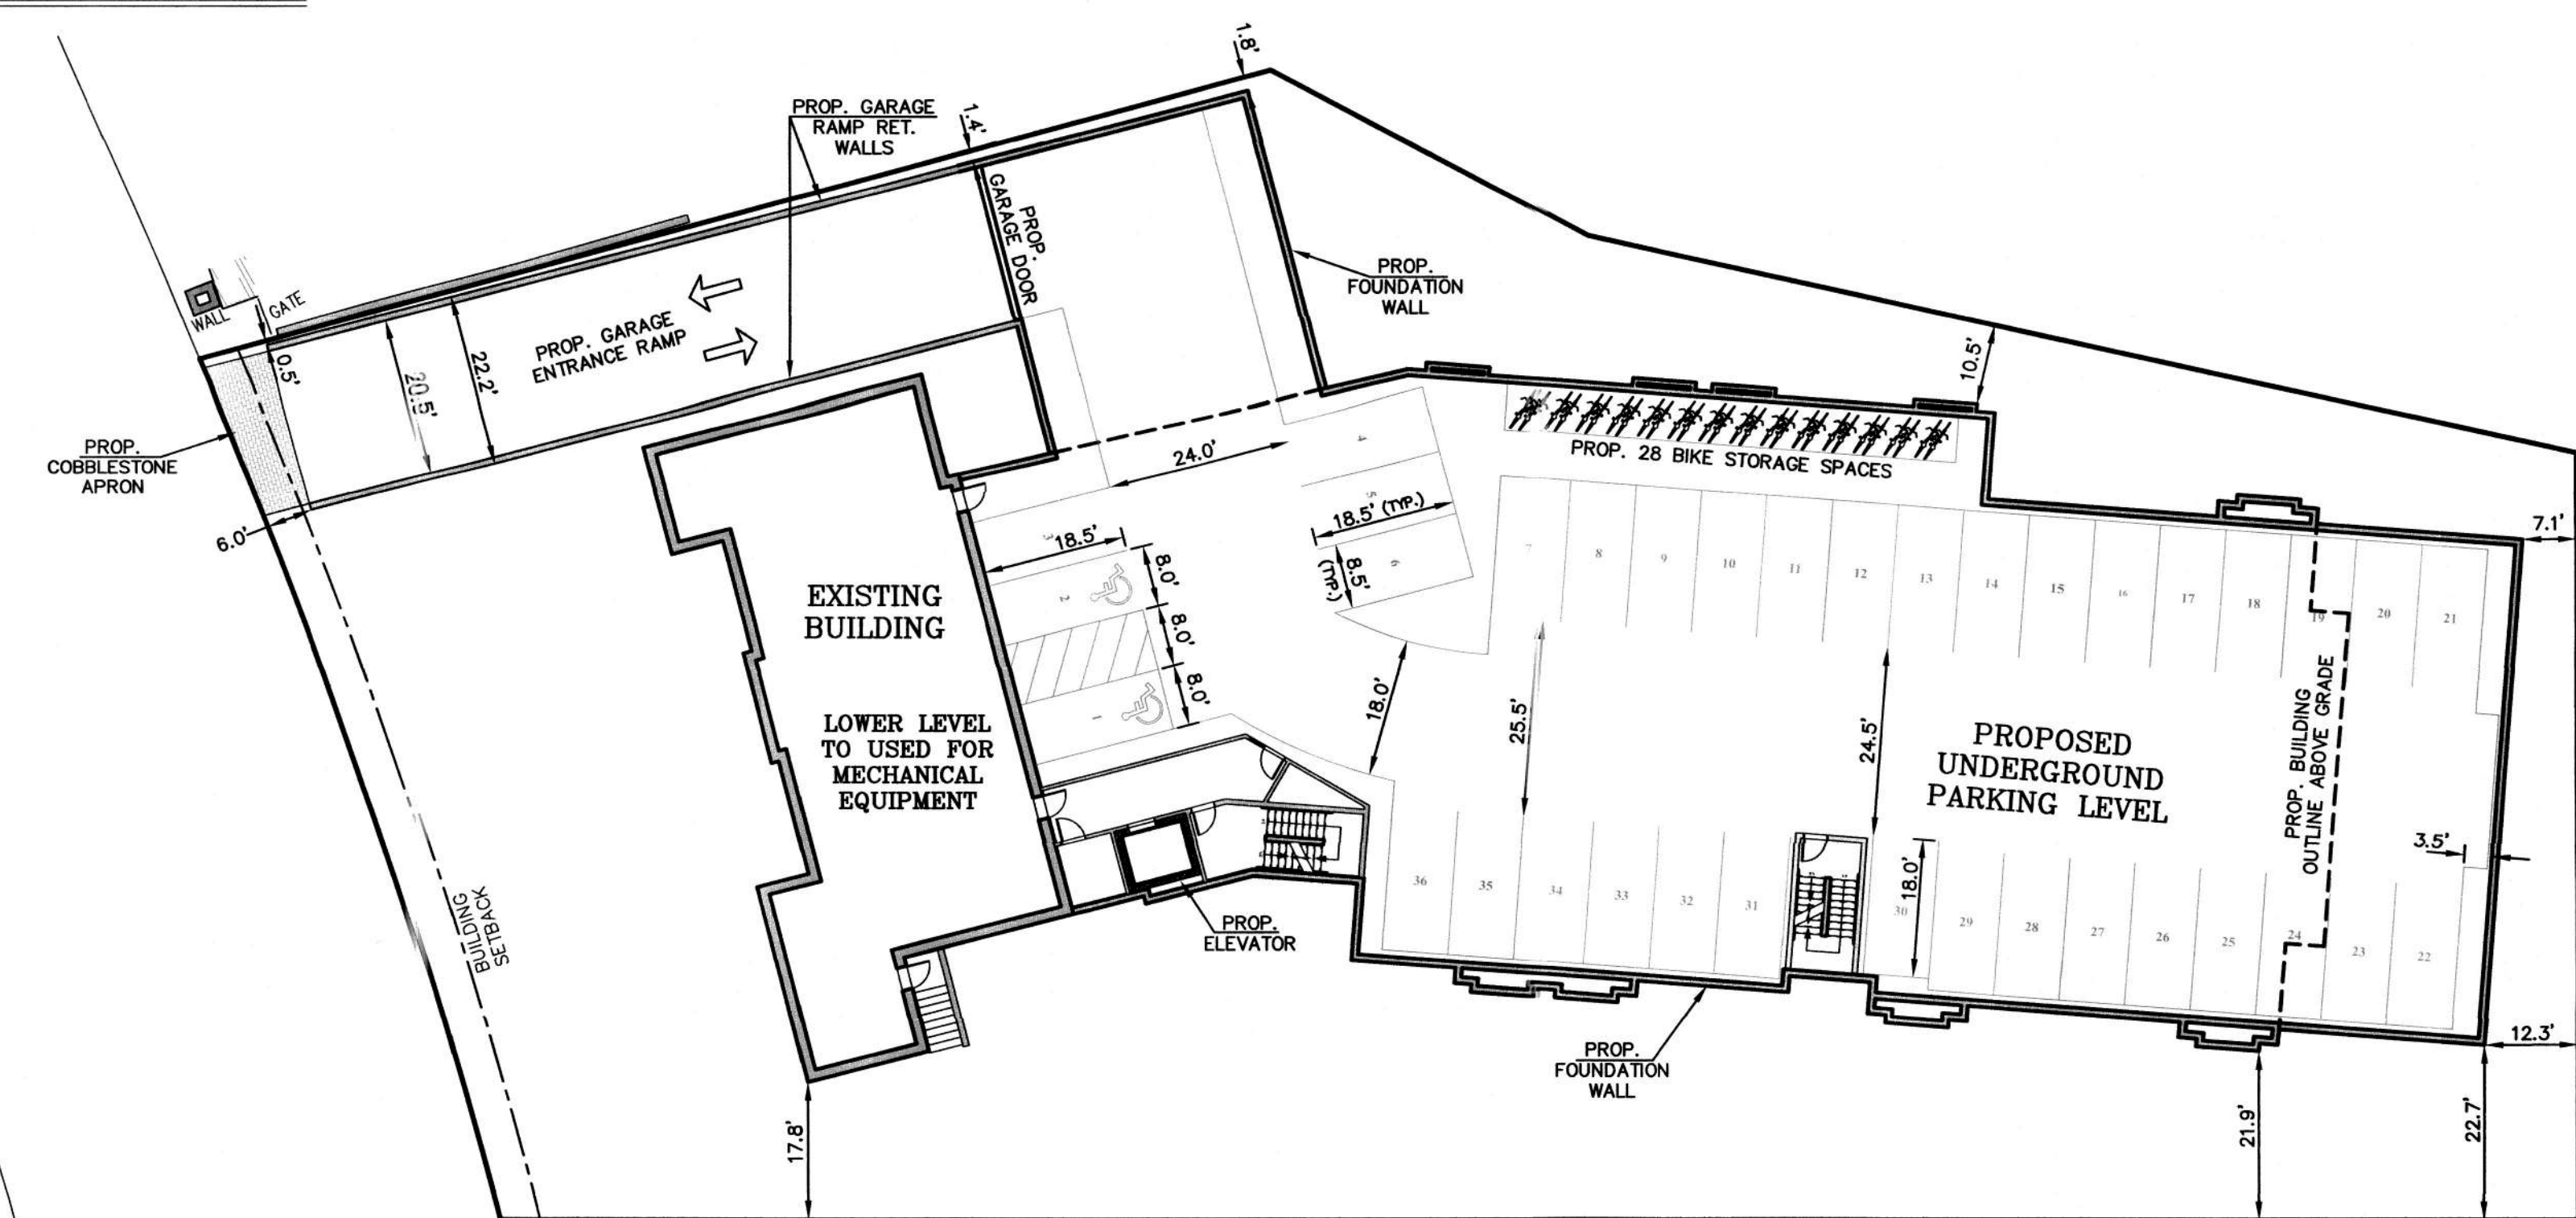 1.8'
PROP. GARAGE
RAMP RET.
WALLS
1.4'
PROP.
GARAGE DOOR
PROP.
FOUNDATION
WALL
WALL
GATE
0.5'
20.5'
22.2'
PROP. GARAGE
ENTRANCE RAMP
PROP.
COBBLESTONE
APRON
6.0'
10.5'
24.0'
PROP. 28 BIKE STORAGE SPACES
7.1'
18.5' (TYP.)
8.5'
(TYP.)
18.5'
8.0'
8.0'
8.0'
1
2
3
4
5
6
7
8
9
10
11
12
13
14
15
16
17
18
19
20
21
EXISTING
BUILDING
LOWER LEVEL
TO USED FOR
MECHANICAL
EQUIPMENT
18.0'
25.5'
24.5'
PROPOSED
UNDERGROUND
PARKING LEVEL
PROP. BUILDING
OUTLINE ABOVE GRADE
3.5'
18.0'
36
35
34
33
32
31
30
29
28
27
26
25
24
23
22
BUILDING
SETBACK
PROP.
ELEVATOR
PROP.
FOUNDATION
WALL
12.3'
17.8'
21.9'
22.7'